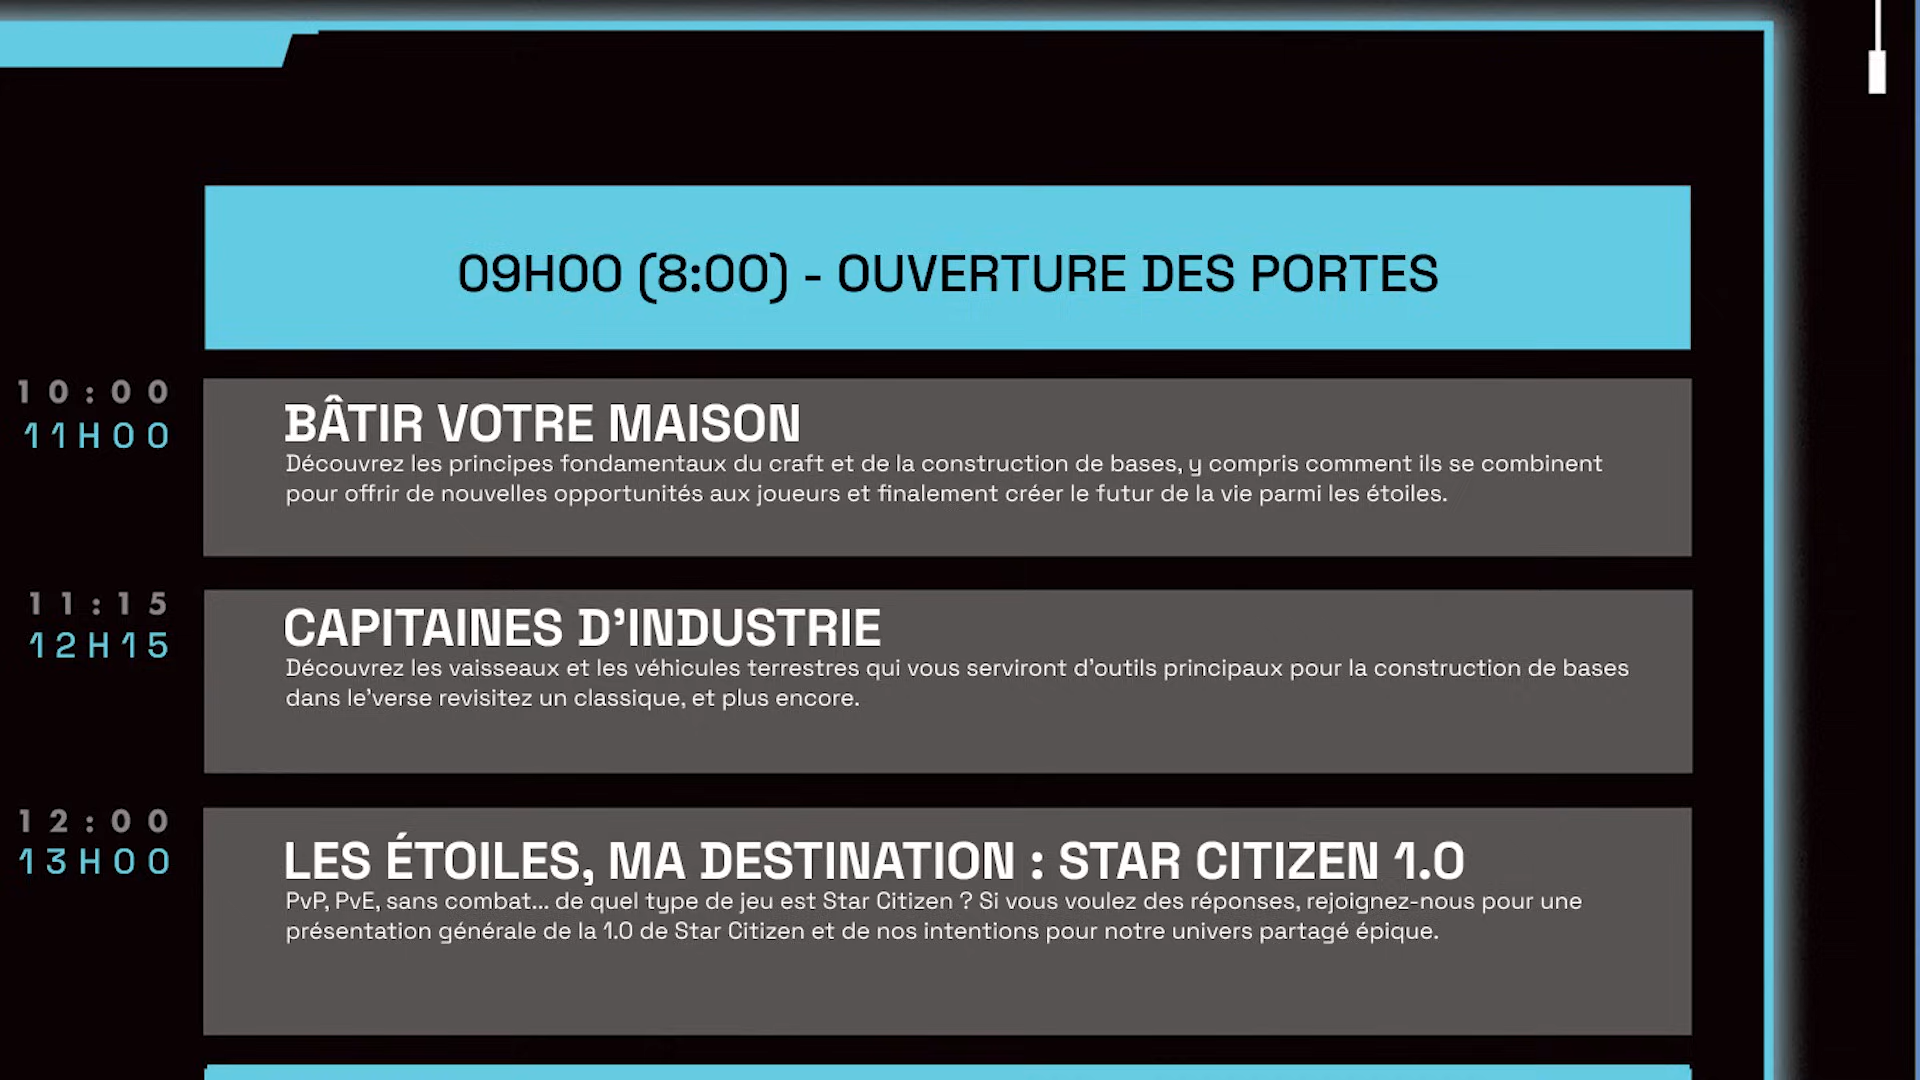 09H00 (8:00) - OUVERTURE DES PORTES
10:00
11H00
BÂTIR VOTRE MAISON
Découvrez les principes fondamentaux du craft et de la construction de bases, y compris comment ils se combinent
pour offrir de nouvelles opportunités aux joueurs et finalement créer le futur de la vie parmi les étoiles.
11:15
12H15
CAPITAINES D'INDUSTRIE
Découvrez les vaisseaux et les véhicules terrestres qui vous serviront d'outils principaux pour la construction de bases
dans le'verse revisitez un classique, et plus encore.
12:00
13H00
LES ÉTOILES, MA DESTINATION : STAR CITIZEN 1.0
PvP, PvE, sans combat... de quel type de jeu est Star Citizen ? Si vous voulez des réponses, rejoignez-nous pour une
présentation générale de la 1.0 de Star Citizen et de nos intentions pour notre univers partagé épique.